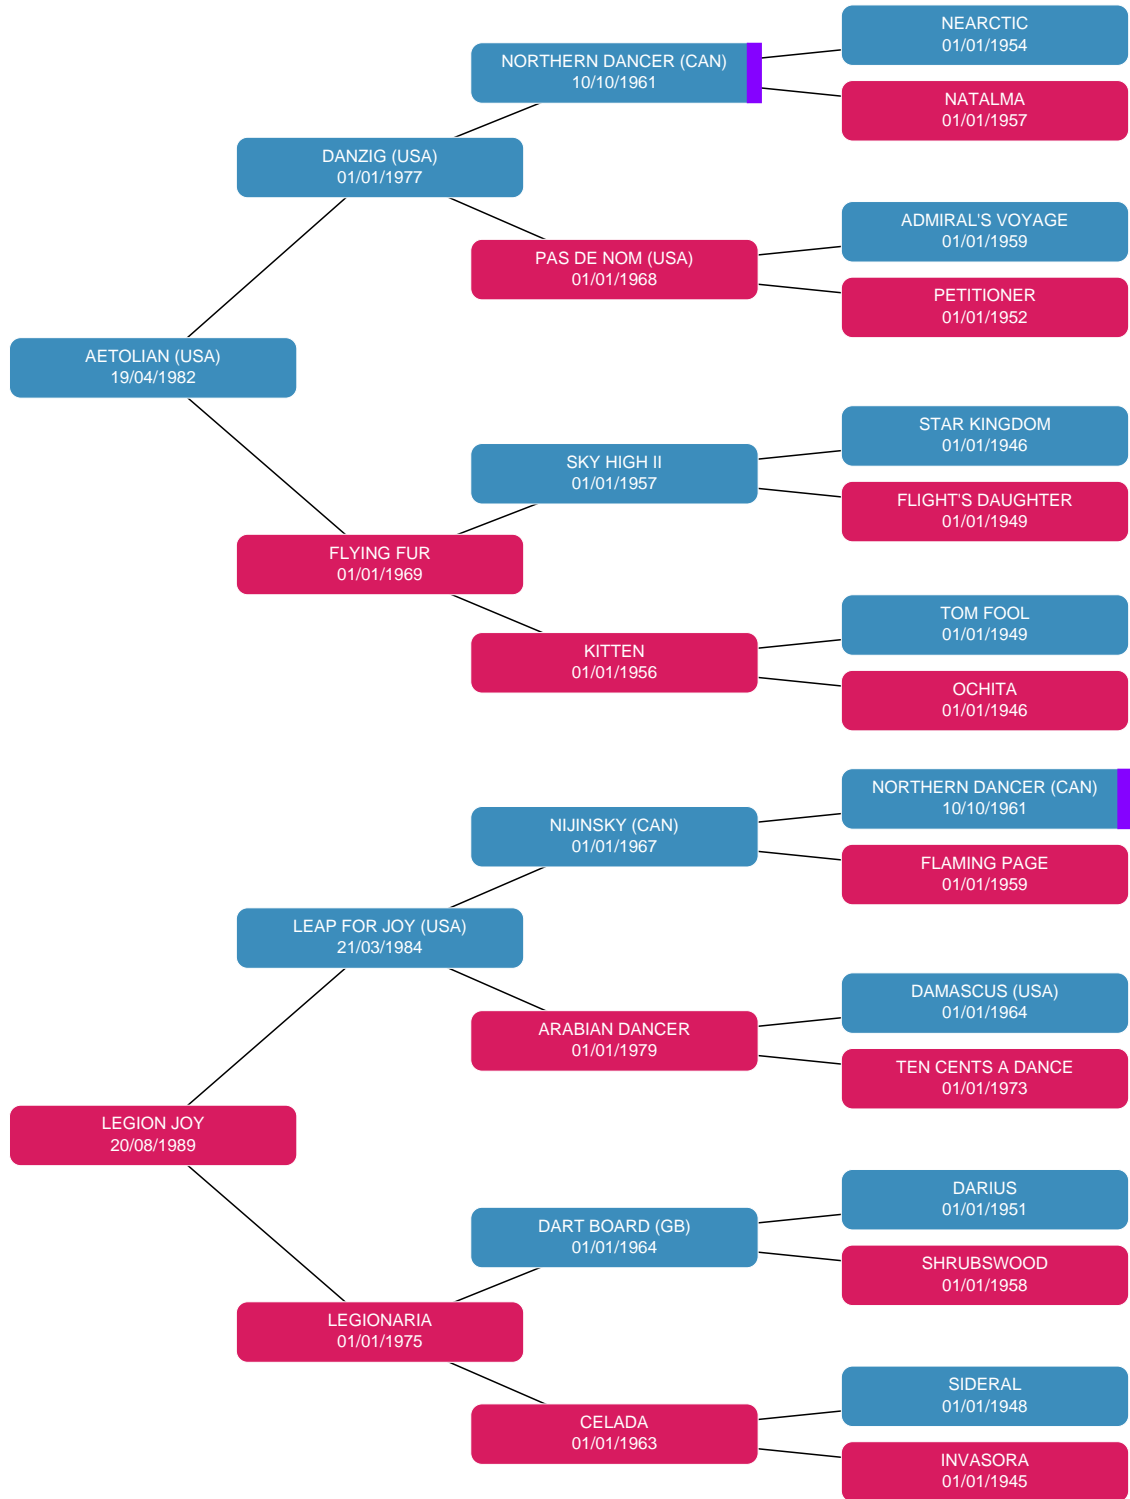 NEARCTIC
01/01/1954
NORTHERN DANCER (CAN)
10/10/1961
NATALMA
01/01/1957
DANZIG (USA)
01/01/1977
ADMIRAL'S VOYAGE
01/01/1959
PAS DE NOM (USA)
01/01/1968
PETITIONER
01/01/1952
AETOLIAN (USA)
19/04/1982
STAR KINGDOM
01/01/1946
SKY HIGH II
01/01/1957
FLIGHT'S DAUGHTER
01/01/1949
FLYING FUR
01/01/1969
TOM FOOL
01/01/1949
KITTEN
01/01/1956
OCHITA
01/01/1946
NORTHERN DANCER (CAN)
10/10/1961
NIJINSKY (CAN)
01/01/1967
FLAMING PAGE
01/01/1959
LEAP FOR JOY (USA)
21/03/1984
DAMASCUS (USA)
01/01/1964
ARABIAN DANCER
01/01/1979
TEN CENTS A DANCE
01/01/1973
LEGION JOY
20/08/1989
DARIUS
01/01/1951
DART BOARD (GB)
01/01/1964
SHRUBSWOOD
01/01/1958
LEGIONARIA
01/01/1975
SIDERAL
01/01/1948
CELADA
01/01/1963
INVASORA
01/01/1945